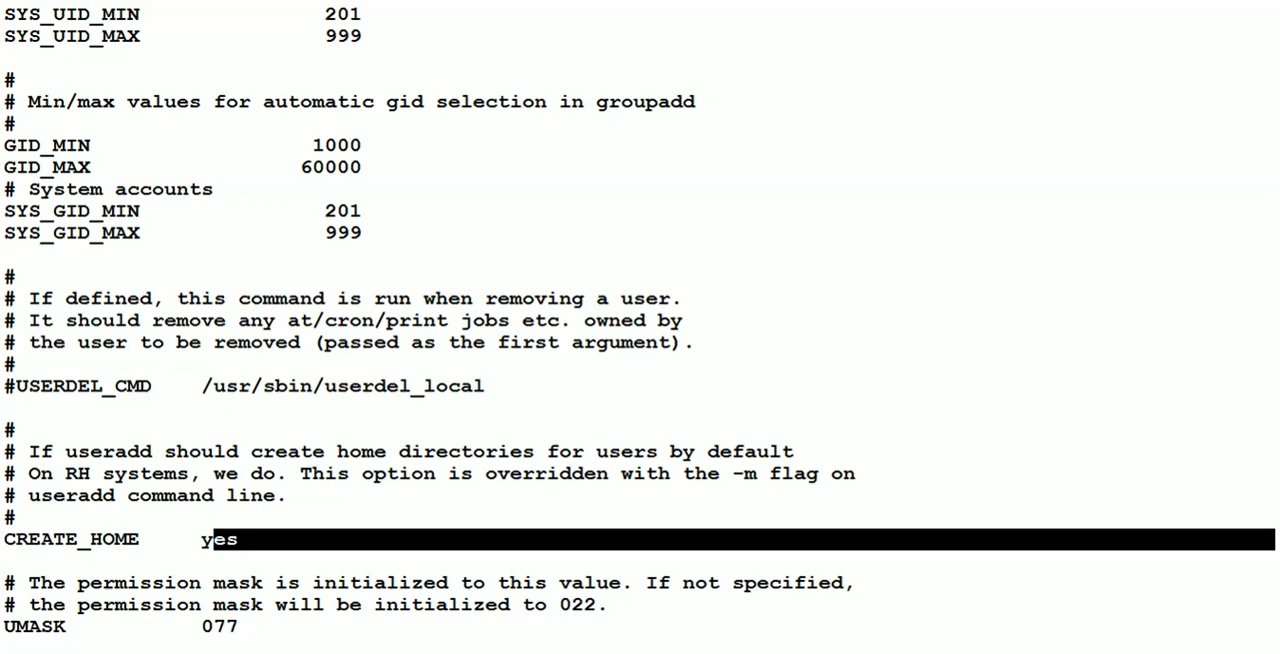 SYS_UID_MIN 201
SYS_UID_MAX 999
#
# Min/max values for automatic gid selection in groupadd
#
GID_MIN 1000
GID_MAX 60000
# System accounts
SYS_GID_MIN 201
SYS_GID_MAX 999
#
# If defined, this command is run when removing a user.
# It should remove any at/cron/print jobs etc. owned by
# the user to be removed (passed as the first argument).
#
#USERDEL_CMD /usr/sbin/userdel_local
#
# If useradd should create home directories for users by default
# On RH systems, we do. This option is overridden with the -m flag on
# useradd command line.
#
CREATE_HOME yes
# The permission mask is initialized to this value. If not specified,
# the permission mask will be initialized to 022.
UMASK 077